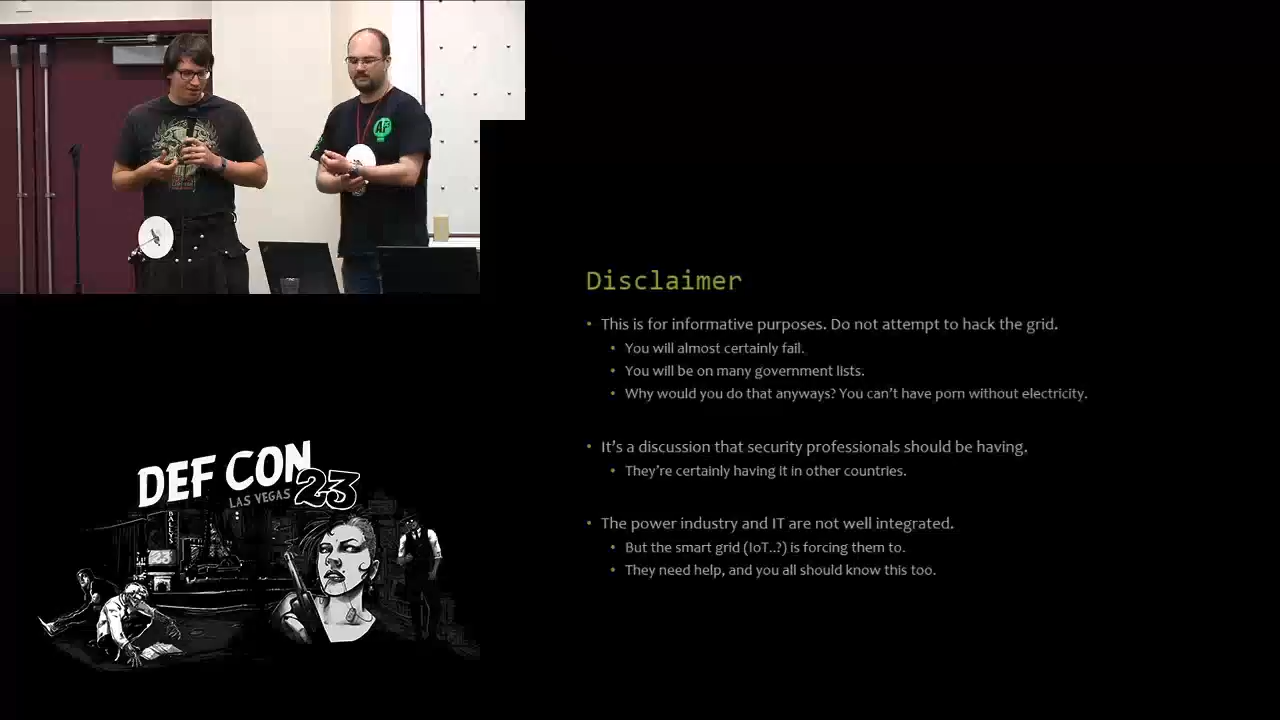 AF
Disclaimer
• This is for informative purposes. Do not attempt to hack the grid.
• You will almost certainly fail.
• You will be on many government lists.
• Why would you do that anyways? You can't have porn without electricity.
• It's a discussion that security professionals should be having.
• They're certainly having it in other countries.
• The power industry and IT are not well integrated.
• But the smart grid (IoT..?) is forcing them to.
• They need help, and you all should know this too.
DEF CON
LAS VEGAS 23
BALLYS